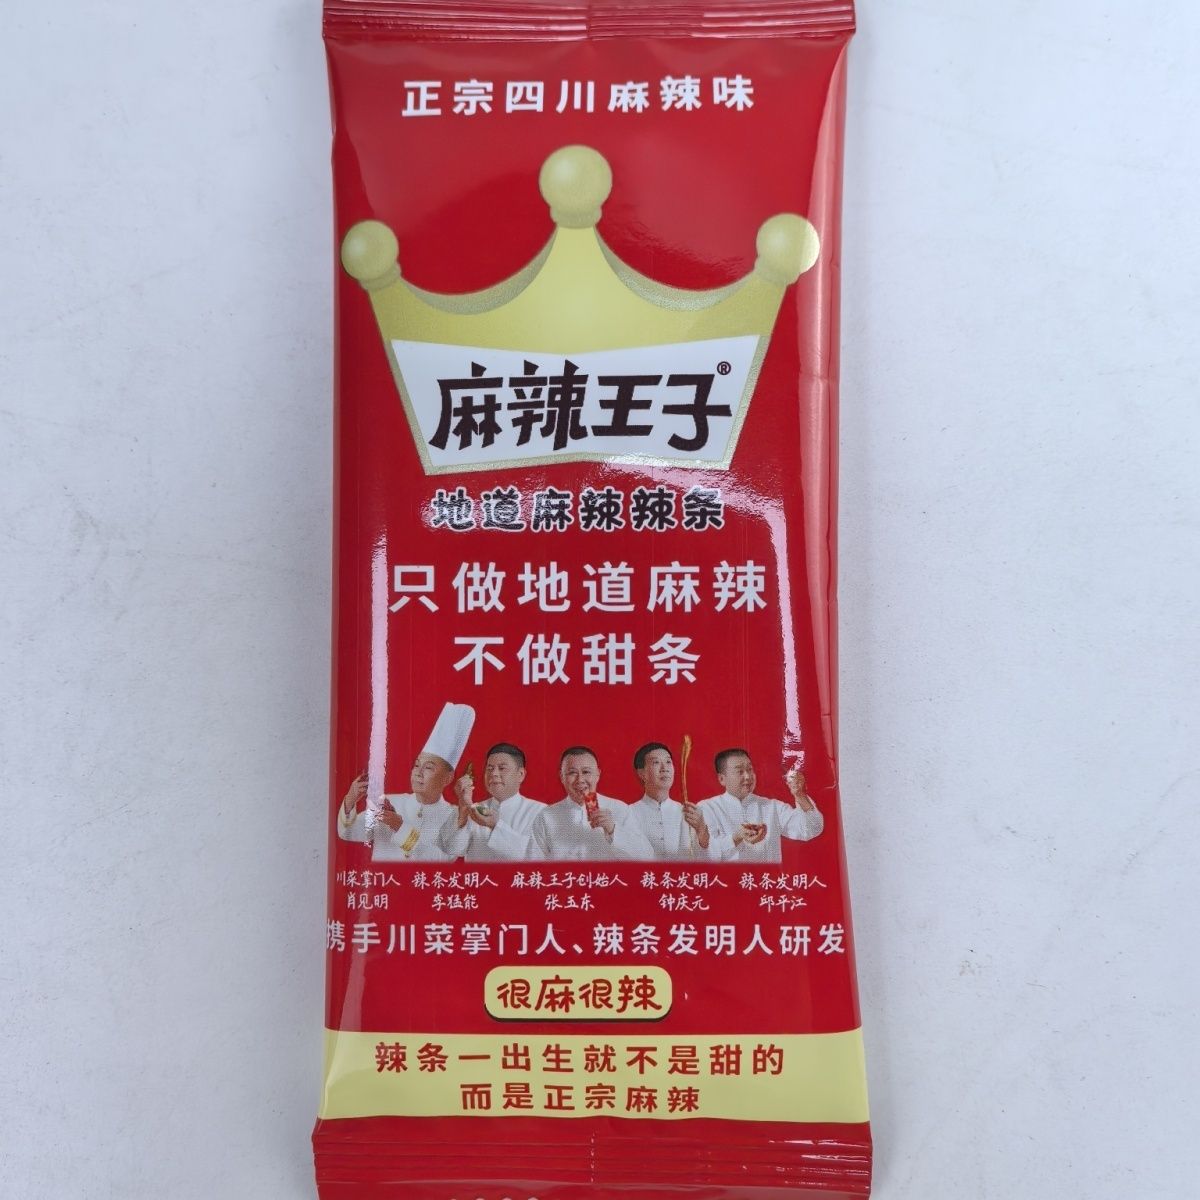 正宗四川麻辣味
麻辣王子®
地道麻辣辣条
只做地道麻辣
不做甜条
川菜掌门人 辣条发明人 麻辣王子创始人 辣条发明人 辣条发明人
肖见明 李猛能 张玉东 钟庆元 邱平江
携手川菜掌门人、辣条发明人研发
很麻很辣
辣条一出生就不是甜的
而是正宗麻辣